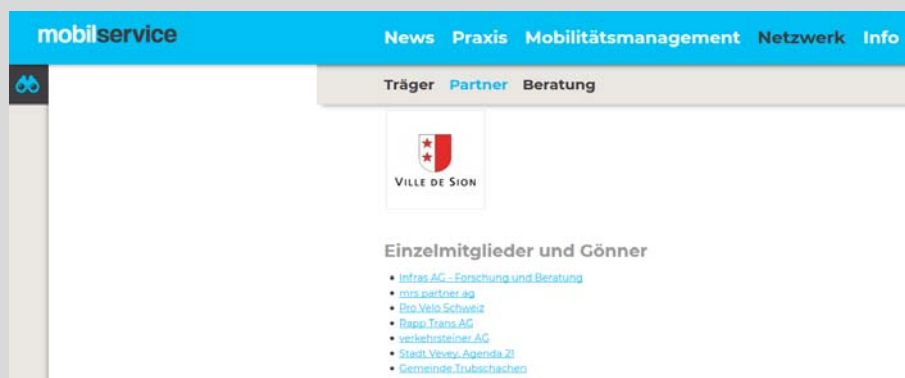 mobilservice
News Praxis Mobilitätsmanagement Netzwerk Info
Träger Partner Beratung
VILLE DE SION
Einzelmitglieder und Gönner
Infras AG - Forschung und Beratung
mrs partner ag
Pro Velo Schweiz
Rapp Trans AG
verkehrsteiner AG
Stadt Vevey, Agenda 21
Gemeinde Trubschachen